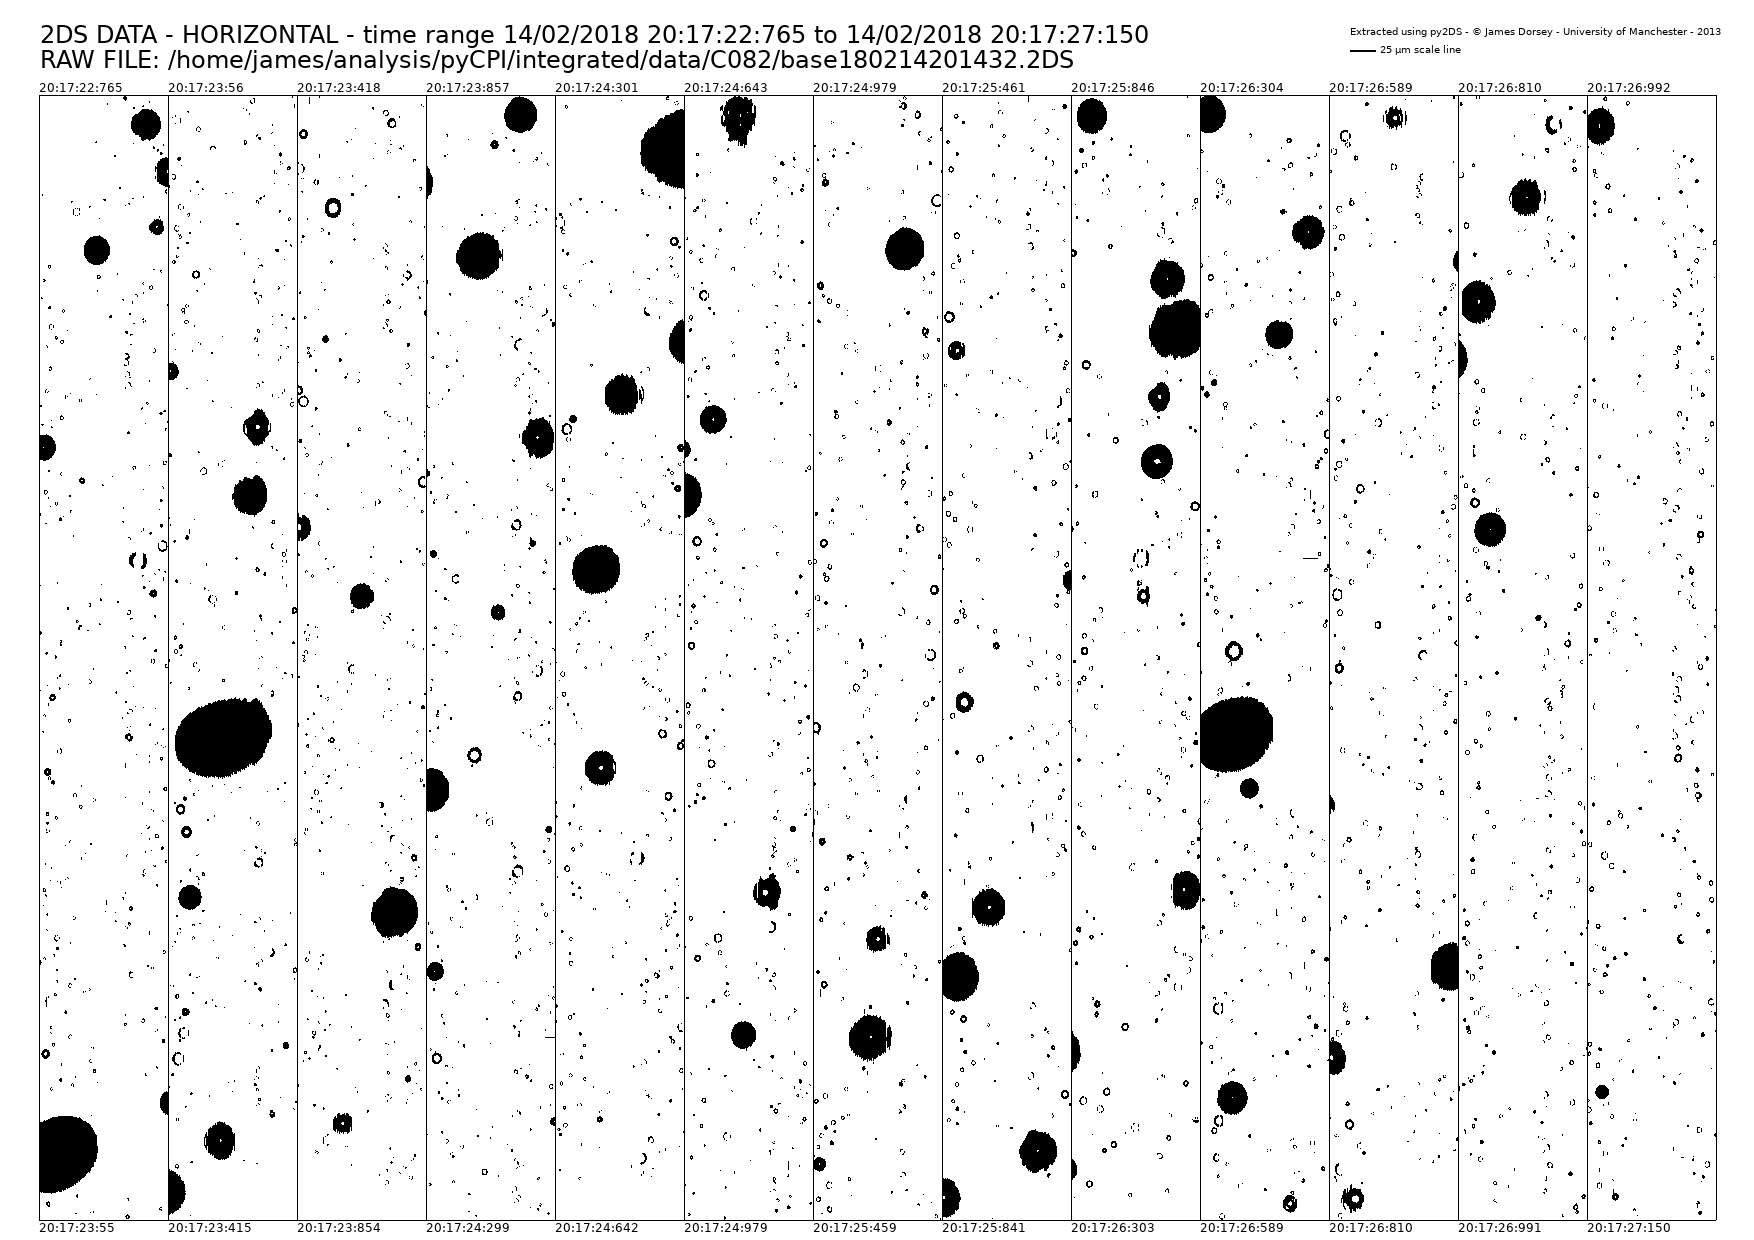 2DS DATA - HORIZONTAL - time range 14/02/2018 20:17:22:765 to 14/02/2018 20:17:27:150
RAW FILE: /home/james/analysis/pyCPI/integrated/data/C082/base180214201432.2DS
Extracted using py2DS - © James Dorsey - University of Manchester - 2013
25 µm scale line
20:17:22:765 20:17:23:56 20:17:23:418 20:17:23:857 20:17:24:301 20:17:24:643 20:17:24:979 20:17:25:461 20:17:25:846 20:17:26:304 20:17:26:589 20:17:26:810 20:17:26:992
20:17:23:55 20:17:23:415 20:17:23:854 20:17:24:299 20:17:24:642 20:17:24:979 20:17:25:459 20:17:25:841 20:17:26:303 20:17:26:589 20:17:26:810 20:17:26:991 20:17:27:150